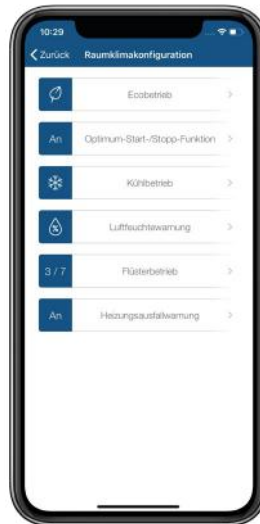 10:29
Zurück Raumklimakonfiguration
Ecobetrieb
An Optimum-Start-/Stopp-Funktion
Kühlbetrieb
% Luftfeuchtewarnung
3 / 7 Flüsterbetrieb
An Heizungsausfallwarnung